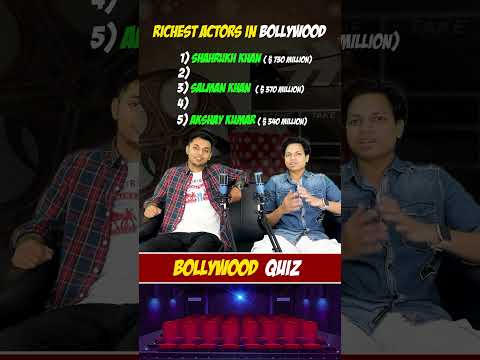 RICHEST ACTORS IN BOLLYWOOD
1) SHAHRUKH KHAN ( $ 730 MILLION)
2)
3) SALMAN KHAN ( $ 370 MILLION)
4)
5) AKSHAY KUMAR ( $ 340 MILLION)
TAKE
BOLLYWOOD QUIZ